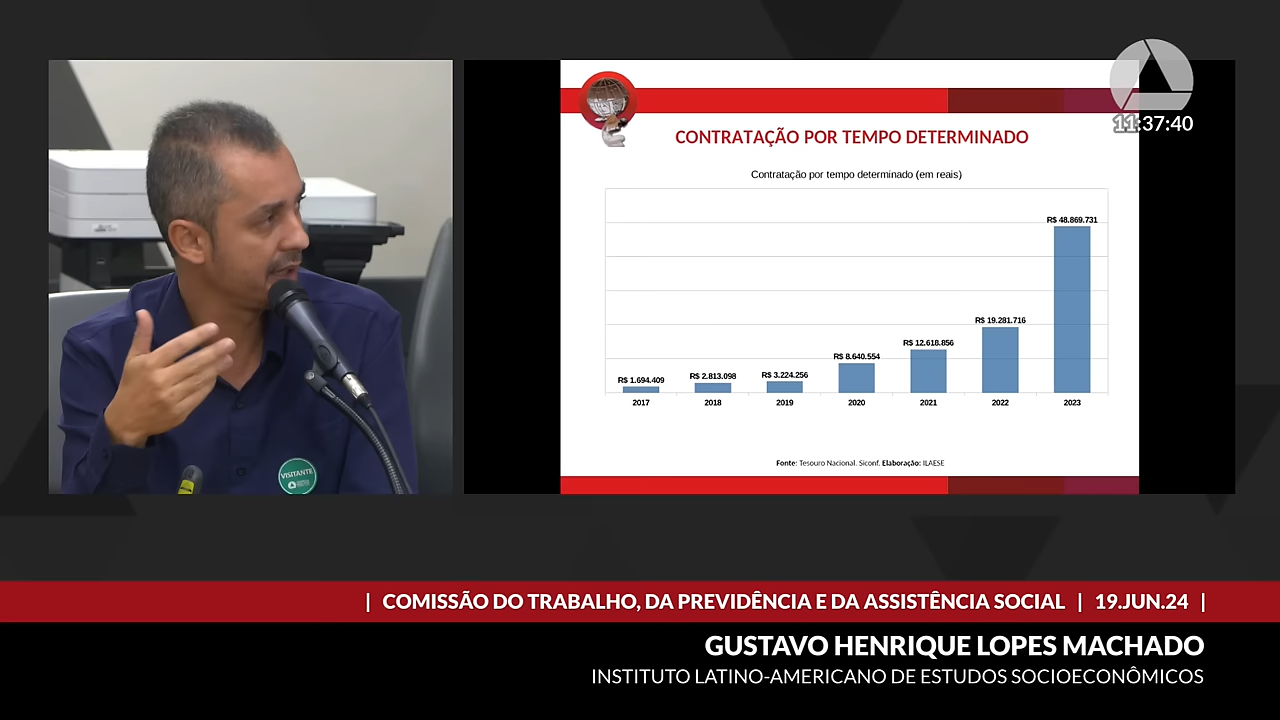 11:37:40
CONTRATAÇÃO POR TEMPO DETERMINADO
Contratação por tempo determinado (em reais)
R$ 1.694.409
R$ 2.813.098
R$ 3.224.256
R$ 8.640.554
R$ 12.618.856
R$ 19.281.716
R$ 48.869.731
2017 2018 2019 2020 2021 2022 2023
Fonte: Tesouro Nacional. Siconf. Elaboração: ILAESE
VISITANTE
| COMISSÃO DO TRABALHO, DA PREVIDÊNCIA E DA ASSISTÊNCIA SOCIAL | 19.JUN.24 |
GUSTAVO HENRIQUE LOPES MACHADO
INSTITUTO LATINO-AMERICANO DE ESTUDOS SOCIOECONÔMICOS